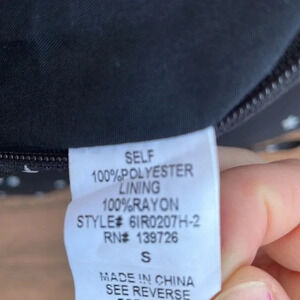 SELF
100%POLYESTER
LINING
100%RAYON
STYLE# 6IR0207H-2
RN# 139726
S
MADE IN CHINA
SEE REVERSE